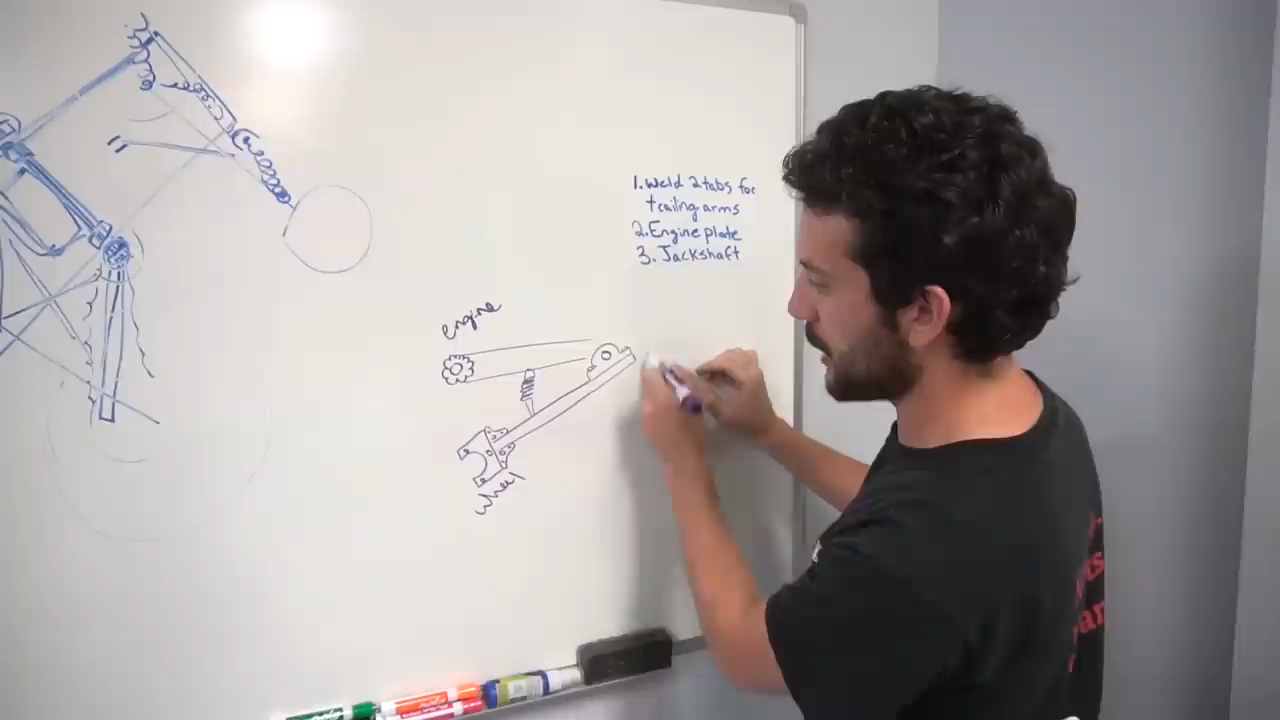 1. Weld 2 tabs for
trailing arms
2. Engine plate
3. Jackshaft
engine
wheel